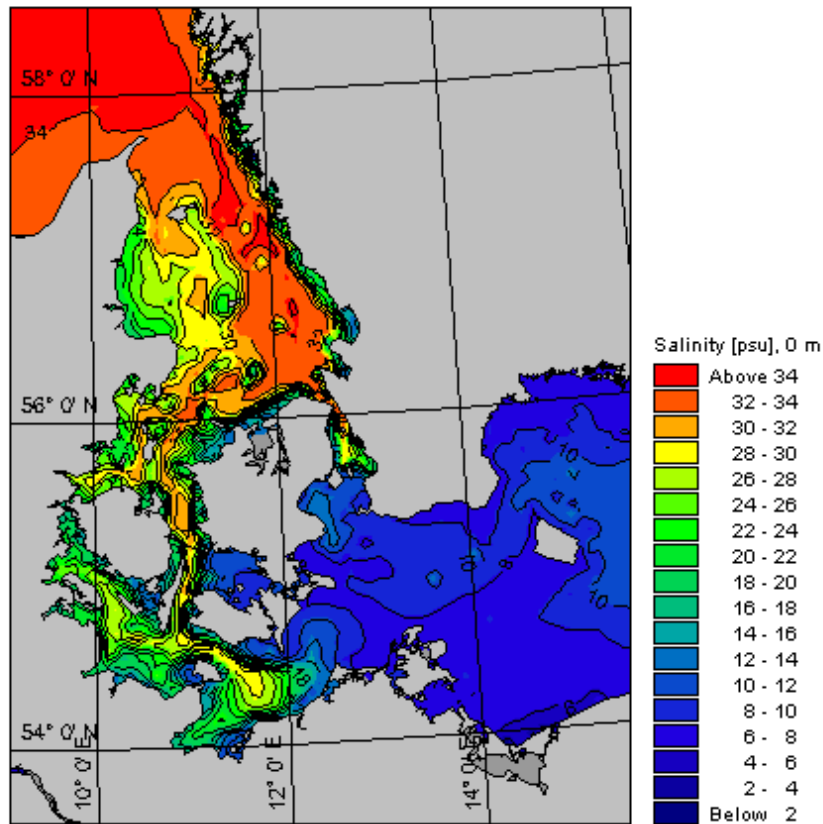 58° 0' N
34
56° 0' N
10
10
8
10
6
54° 0' N
10° 0' E
12° 0' E
14° 0' E
Salinity [psu], 0 m
Above 34
32 - 34
30 - 32
28 - 30
26 - 28
24 - 26
22 - 24
20 - 22
18 - 20
16 - 18
14 - 16
12 - 14
10 - 12
8 - 10
6 - 8
4 - 6
2 - 4
Below 2